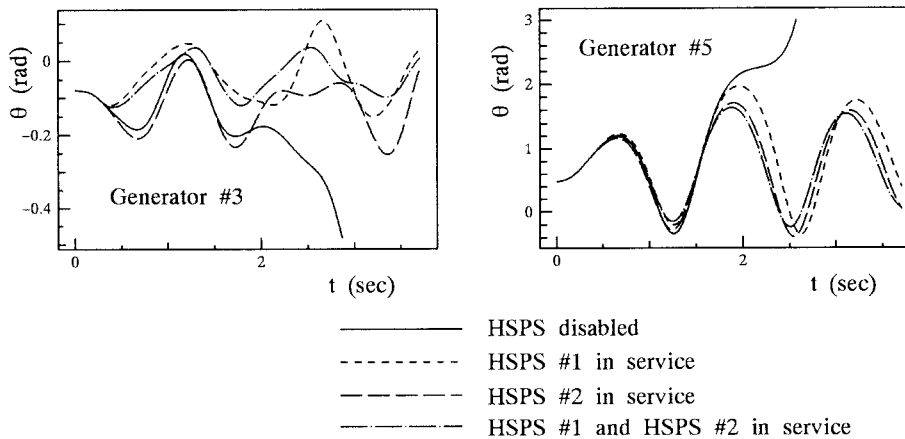 0
-0.2
-0.4
θ (rad)
Generator #3
0
2
t (sec)
3
2
1
0
θ (rad)
Generator #5
0
2
t (sec)
HSPS disabled
HSPS #1 in service
HSPS #2 in service
HSPS #1 and HSPS #2 in service